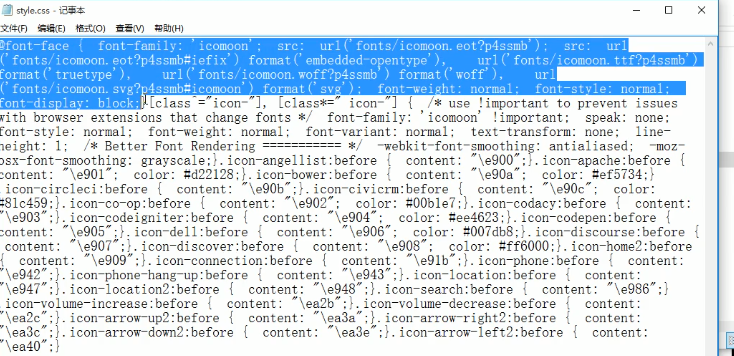 style.css - 记事本
文件(F) 编辑(E) 格式(O) 查看(V) 帮助(H)
@font-face {  font-family: 'icomoon';  src:  url('fonts/icomoon.eot?p4ssmb');  src:  url
('fonts/icomoon.eot?p4ssmb#iefix') format('embedded-opentype'),    url('fonts/icomoon.ttf?p4ssmb')
format('truetype'),    url('fonts/icomoon.woff?p4ssmb') format('woff'),    url
('fonts/icomoon.svg?p4ssmb#icomoon') format('svg');  font-weight: normal;  font-style: normal;
font-display: block;}[class^="icon-"], [class*=" icon-"] {  /* use !important to prevent issues
with browser extensions that change fonts */  font-family: 'icomoon' !important;  speak: none;
font-style: normal;  font-weight: normal;  font-variant: normal;  text-transform: none;  line-
height: 1;  /* Better Font Rendering =========== */  -webkit-font-smoothing: antialiased;  -moz-
osx-font-smoothing: grayscale;}.icon-angellist:before {  content: "\e900";}.icon-apache:before {
content: "\e901";  color: #d22128;}.icon-bower:before {  content: "\e90a";  color: #ef5734;}
.icon-circleci:before {  content: "\e90b";}.icon-civicrm:before {  content: "\e90c";  color:
#81c459;}.icon-co-op:before {  content: "\e902";  color: #00b1e7;}.icon-codacy:before {  content:
"\e903";}.icon-codeigniter:before {  content: "\e904";  color: #ee4623;}.icon-codepen:before {
content: "\e905";}.icon-dell:before {  content: "\e906";  color: #007db8;}.icon-discourse:before
{  content: "\e907";}.icon-discover:before {  content: "\e908";  color: #ff6000;}.icon-home2:before
{  content: "\e909";}.icon-connection:before {  content: "\e91b";}.icon-phone:before {  content:
"\e942";}.icon-phone-hang-up:before {  content: "\e943";}.icon-location:before {  content:
"\e947";}.icon-location2:before {  content: "\e948";}.icon-search:before {  content: "\e986";}
.icon-volume-increase:before {  content: "\ea2b";}.icon-volume-decrease:before {  content:
"\ea2c";}.icon-arrow-up2:before {  content: "\ea3a";}.icon-arrow-right2:before {  content:
"\ea3c";}.icon-arrow-down2:before {  content: "\ea3e";}.icon-arrow-left2:before {  content:
"\ea40";}